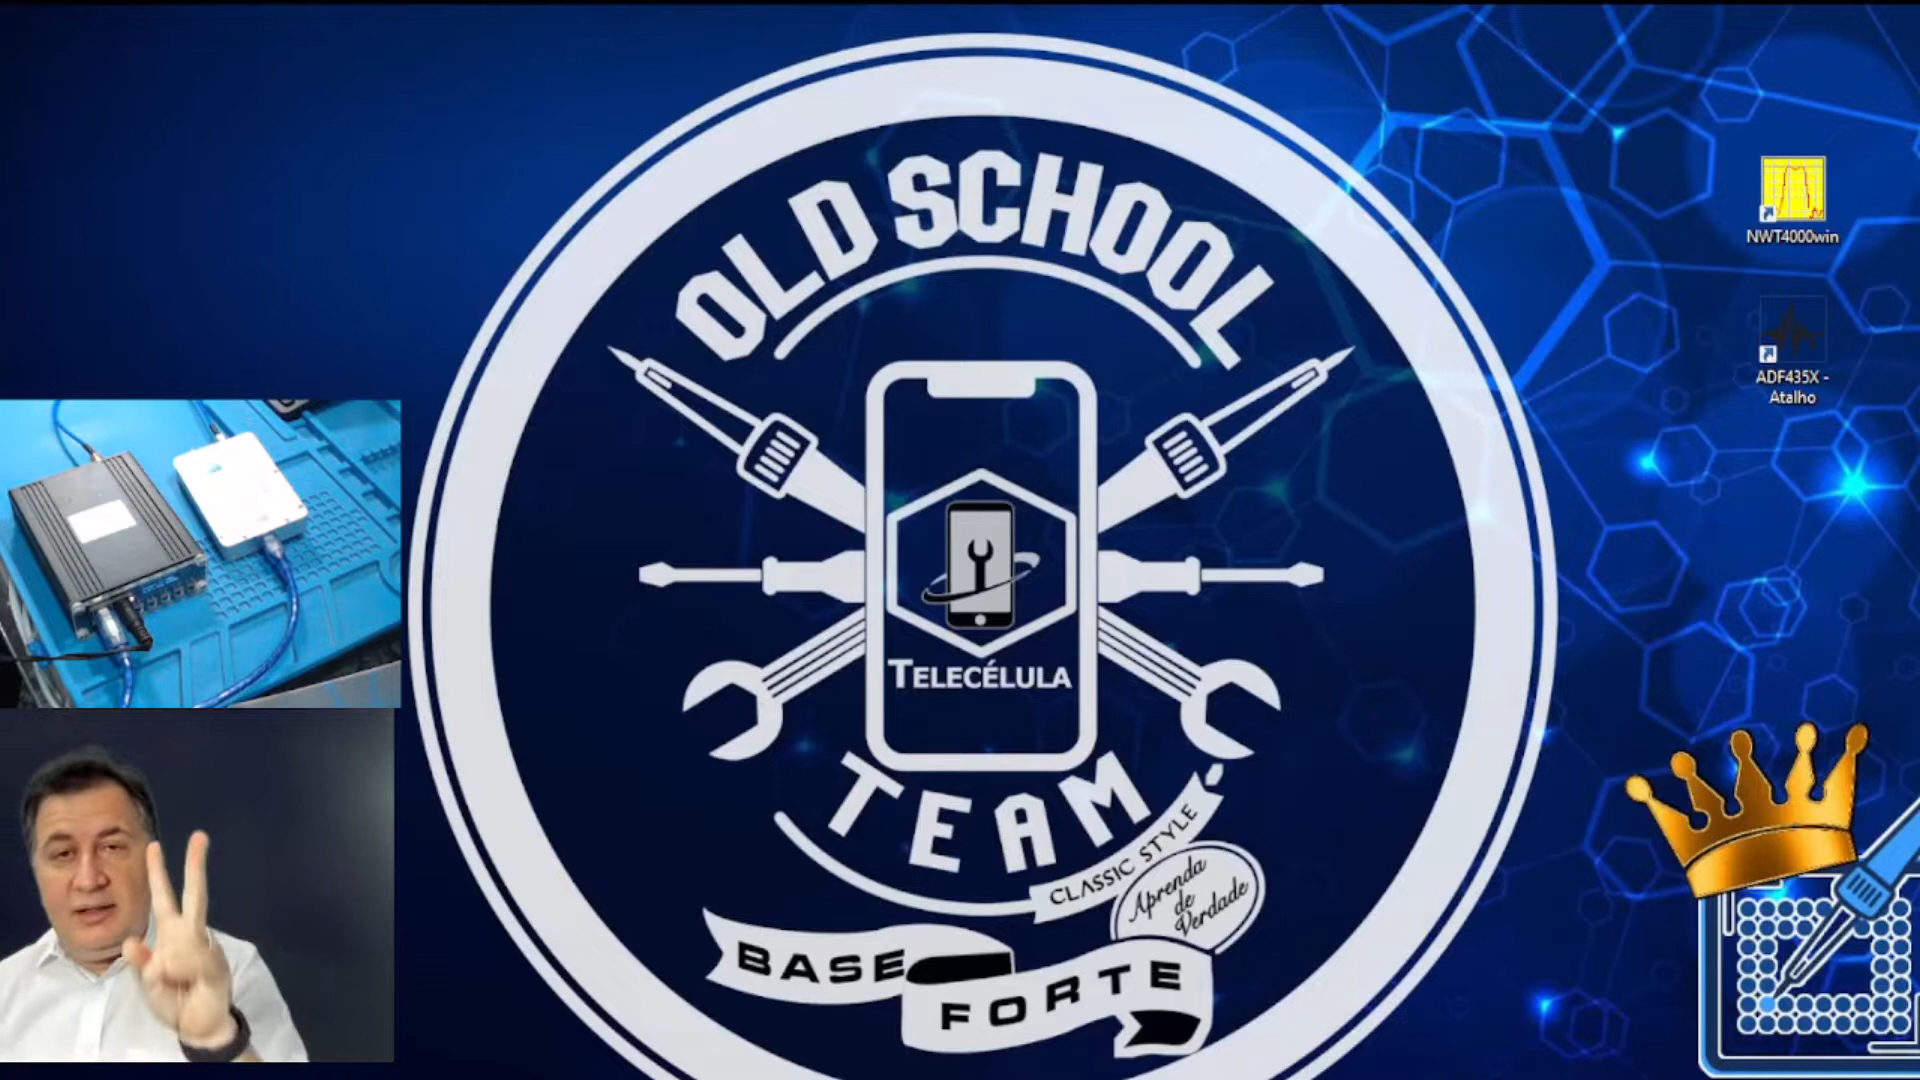 OLD SCHOOL
TELECÉLULA
TEAM
CLASSIC STYLE
Aprenda
de
Verdade
BASE
FORTE
NWT4000win
ADF435X -
Atalho